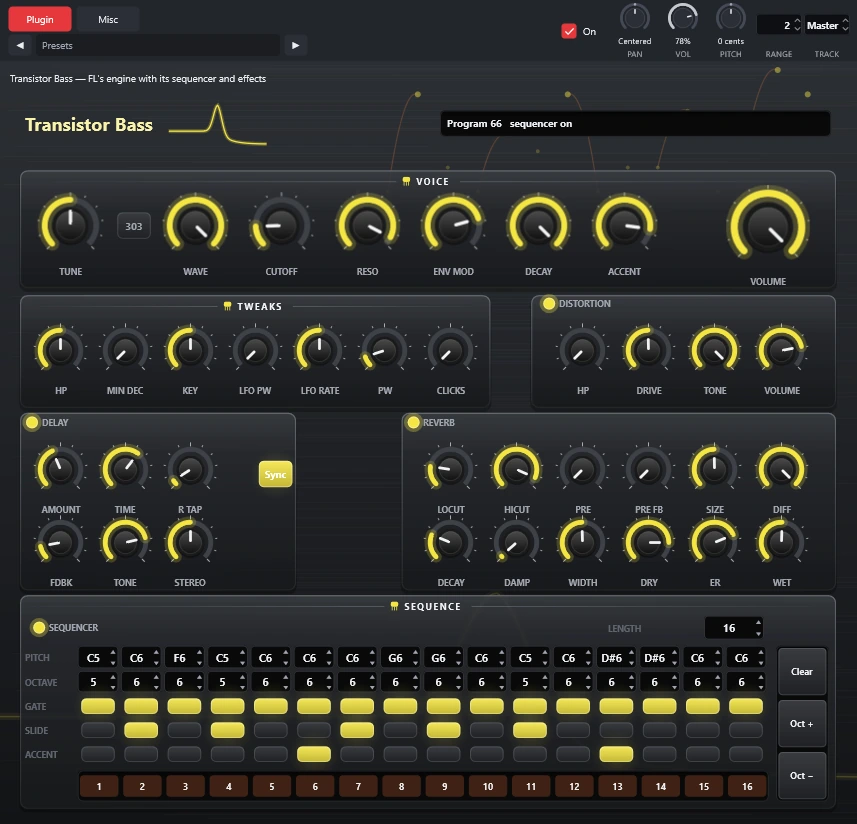 Plugin Misc
On
Presets
Centered 78% 0 cents 2 Master
PAN VOL PITCH RANGE TRACK
Transistor Bass — FL's engine with its sequencer and effects
Transistor Bass
Program 66 sequencer on
VOICE
303
TUNE WAVE CUTOFF RESO ENV MOD DECAY ACCENT VOLUME
TWEAKS
HP MIN DEC KEY LFO PW LFO RATE PW CLICKS
DISTORTION
HP DRIVE TONE VOLUME
DELAY
Sync
AMOUNT TIME R TAP
FDBK TONE STEREO
REVERB
LOCUT HICUT PRE PRE FB SIZE DIFF
DECAY DAMP WIDTH DRY ER WET
SEQUENCE
SEQUENCER LENGTH 16
PITCH C5 C6 F6 C5 C6 C6 C6 G6 G6 C6 C5 C6 D#6 D#6 C6 C6
OCTAVE 5 6 6 5 6 6 6 6 6 6 5 6 6 6 6 6
GATE
SLIDE
ACCENT
1 2 3 4 5 6 7 8 9 10 11 12 13 14 15 16
Clear
Oct +
Oct −